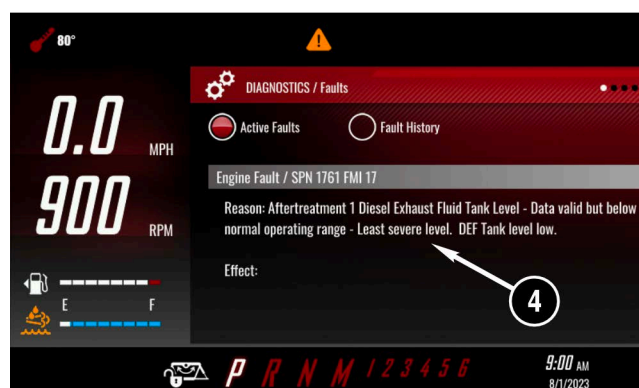 80°
DIAGNOSTICS / Faults
Active Faults
Fault History
0.0 MPH
900 RPM
Engine Fault / SPN 1761 FMI 17
Reason: Aftertreatment 1 Diesel Exhaust Fluid Tank Level - Data valid but below
normal operating range - Least severe level. DEF Tank level low.
Effect:
E F
4
P R N M 1 2 3 4 5 6
9:00 AM
8/1/2023